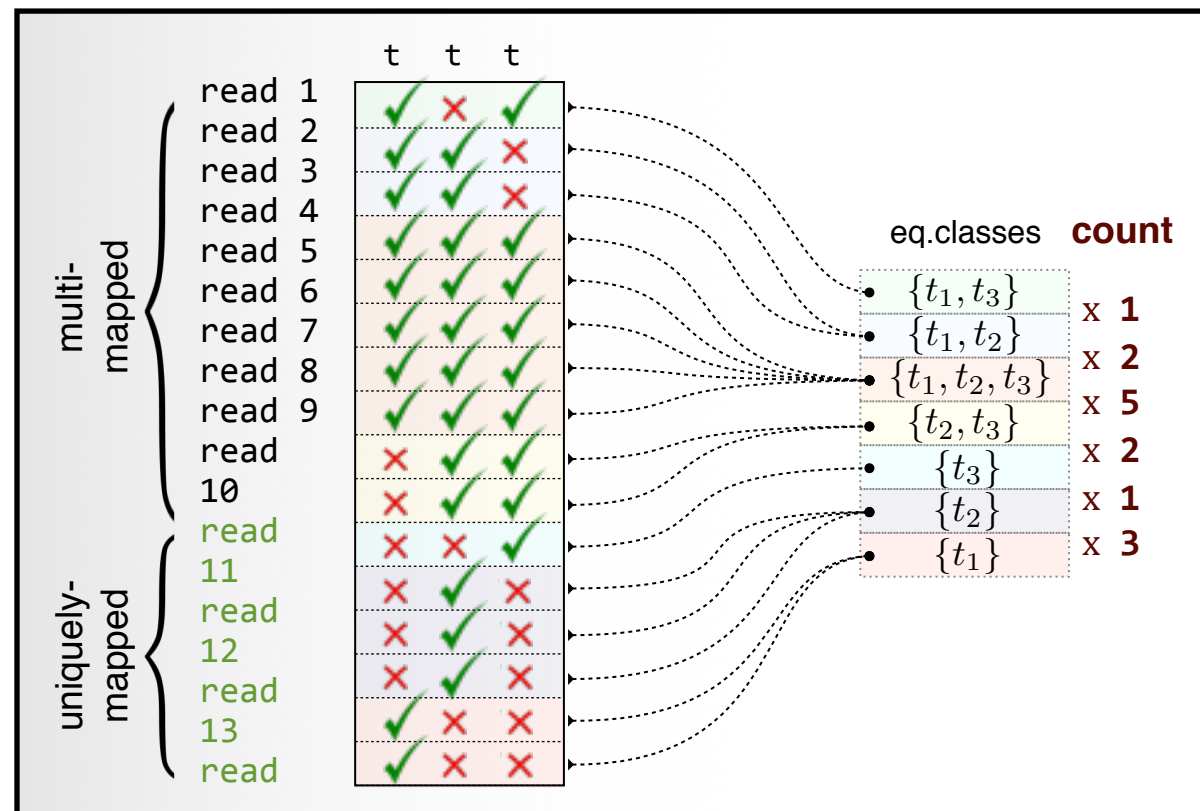 t t t
read 1
read 2
read 3
read 4
read 5
read 6
read 7
read 8
read 9
read
10
read
11
read
12
read
13
read
multi-
mapped
uniquely-
mapped
eq.classes count
{t₁, t₃}
x 1
{t₁, t₂}
x 2
{t₁, t₂, t₃}
x 5
{t₂, t₃}
x 2
{t₃}
x 1
{t₂}
x 3
{t₁}